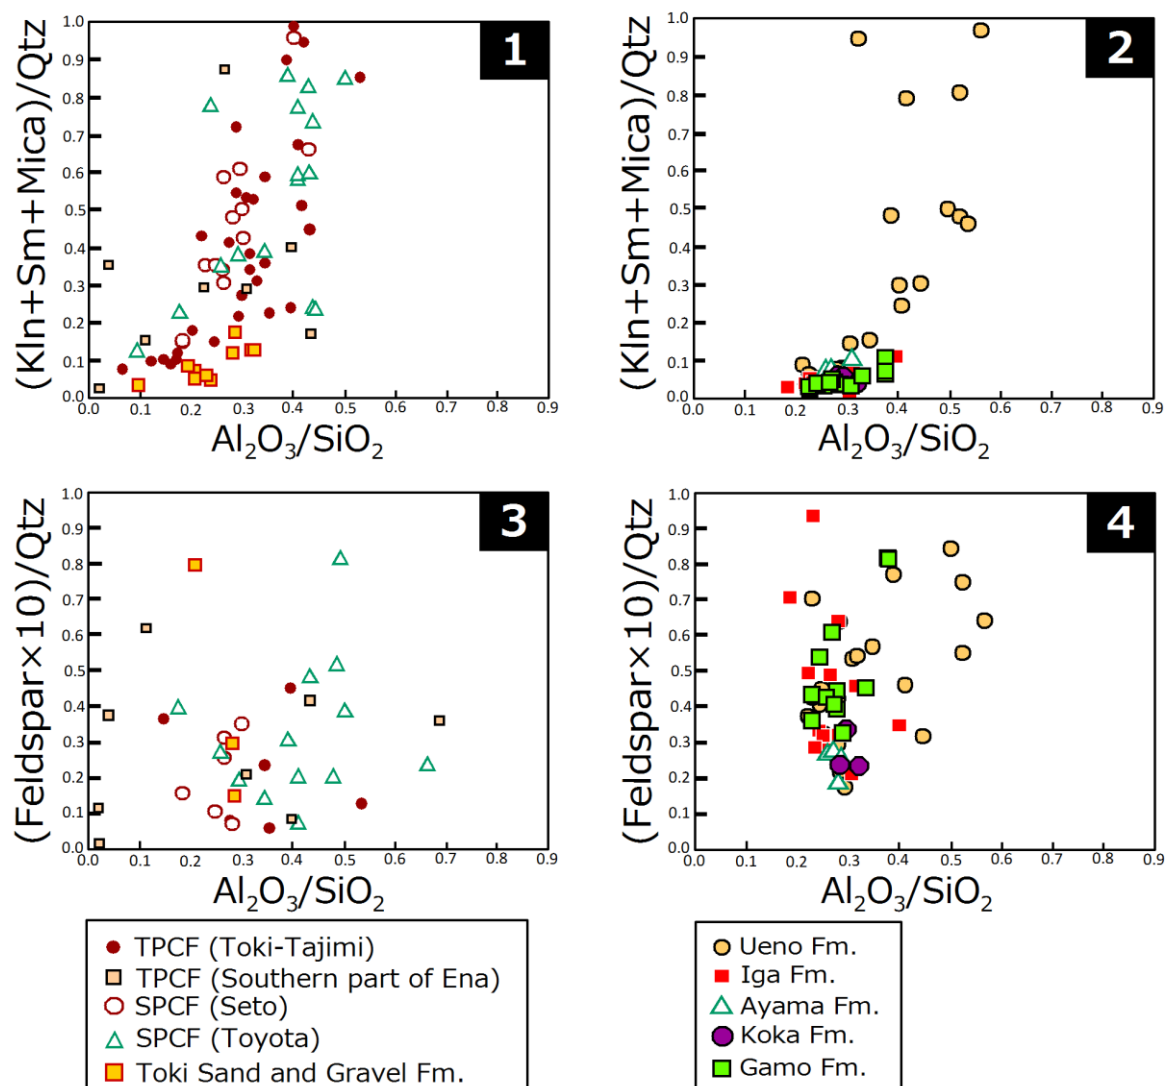 1
(Kln+Sm+Mica)/Qtz
1.0
0.9
0.8
0.7
0.6
0.5
0.4
0.3
0.2
0.1
0.0
0.0 0.1 0.2 0.3 0.4 0.5 0.6 0.7 0.8 0.9
Al₂O₃/SiO₂
2
(Kln+Sm+Mica)/Qtz
1.0
0.9
0.8
0.7
0.6
0.5
0.4
0.3
0.2
0.1
0.0
0.0 0.1 0.2 0.3 0.4 0.5 0.6 0.7 0.8 0.9
Al₂O₃/SiO₂
3
(Feldspar×10)/Qtz
1.0
0.9
0.8
0.7
0.6
0.5
0.4
0.3
0.2
0.1
0.0
0.0 0.1 0.2 0.3 0.4 0.5 0.6 0.7 0.8 0.9
Al₂O₃/SiO₂
4
(Feldspar×10)/Qtz
1.0
0.9
0.8
0.7
0.6
0.5
0.4
0.3
0.2
0.1
0.0
0.0 0.1 0.2 0.3 0.4 0.5 0.6 0.7 0.8 0.9
Al₂O₃/SiO₂
TPCF (Toki-Tajimi)
TPCF (Southern part of Ena)
SPCF (Seto)
SPCF (Toyota)
Toki Sand and Gravel Fm.
Ueno Fm.
Iga Fm.
Ayama Fm.
Koka Fm.
Gamo Fm.